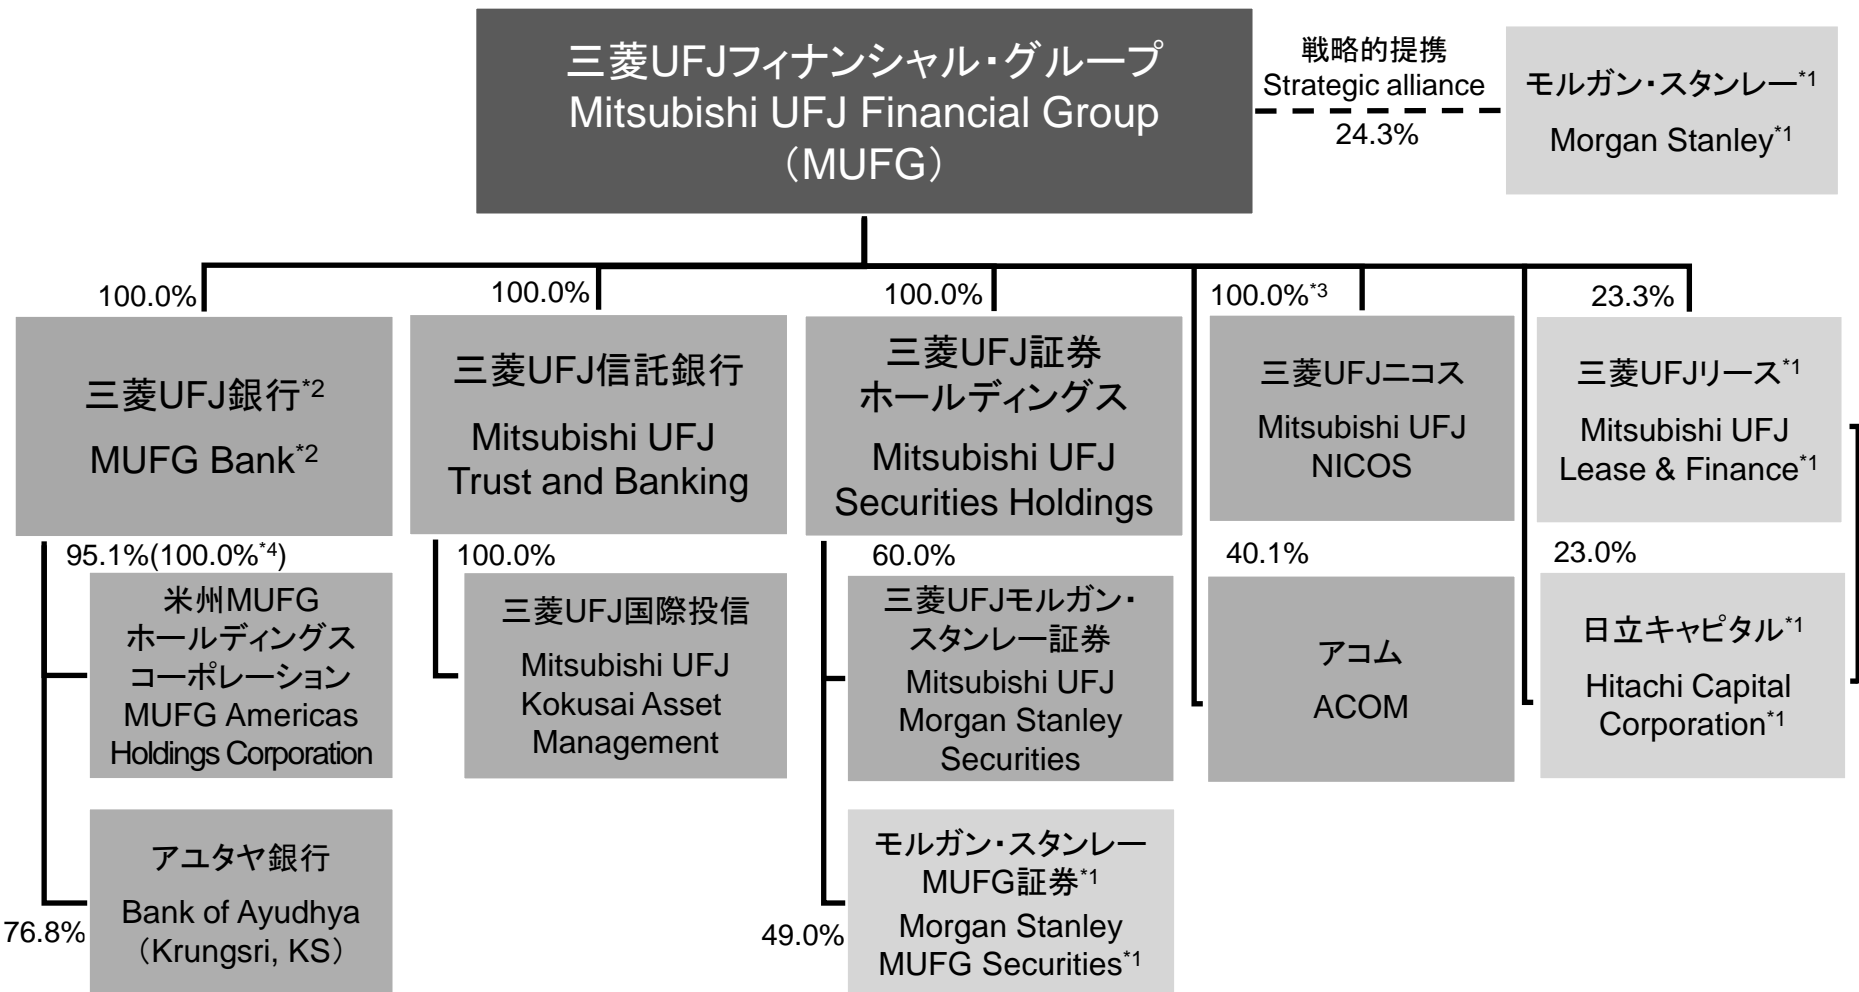 三菱UFJフィナンシャル・グループ
Mitsubishi UFJ Financial Group
（MUFG）
戦略的提携
Strategic alliance
24.3%
モルガン・スタンレー*1
Morgan Stanley*1
100.0%
三菱UFJ銀行*2
MUFG Bank*2
100.0%
三菱UFJ信託銀行
Mitsubishi UFJ
Trust and Banking
100.0%
三菱UFJ証券
ホールディングス
Mitsubishi UFJ
Securities Holdings
100.0%*3
三菱UFJニコス
Mitsubishi UFJ
NICOS
23.3%
三菱UFJリース*1
Mitsubishi UFJ
Lease & Finance*1
95.1%(100.0%*4)
米州MUFG
ホールディングス
コーポレーション
MUFG Americas
Holdings Corporation
100.0%
三菱UFJ国際投信
Mitsubishi UFJ
Kokusai Asset
Management
60.0%
三菱UFJモルガン・
スタンレー証券
Mitsubishi UFJ
Morgan Stanley
Securities
40.1%
アコム
ACOM
23.0%
日立キャピタル*1
Hitachi Capital
Corporation*1
76.8%
アユタヤ銀行
Bank of Ayudhya
（Krungsri, KS）
49.0%
モルガン・スタンレー
MUFG証券*1
Morgan Stanley
MUFG Securities*1